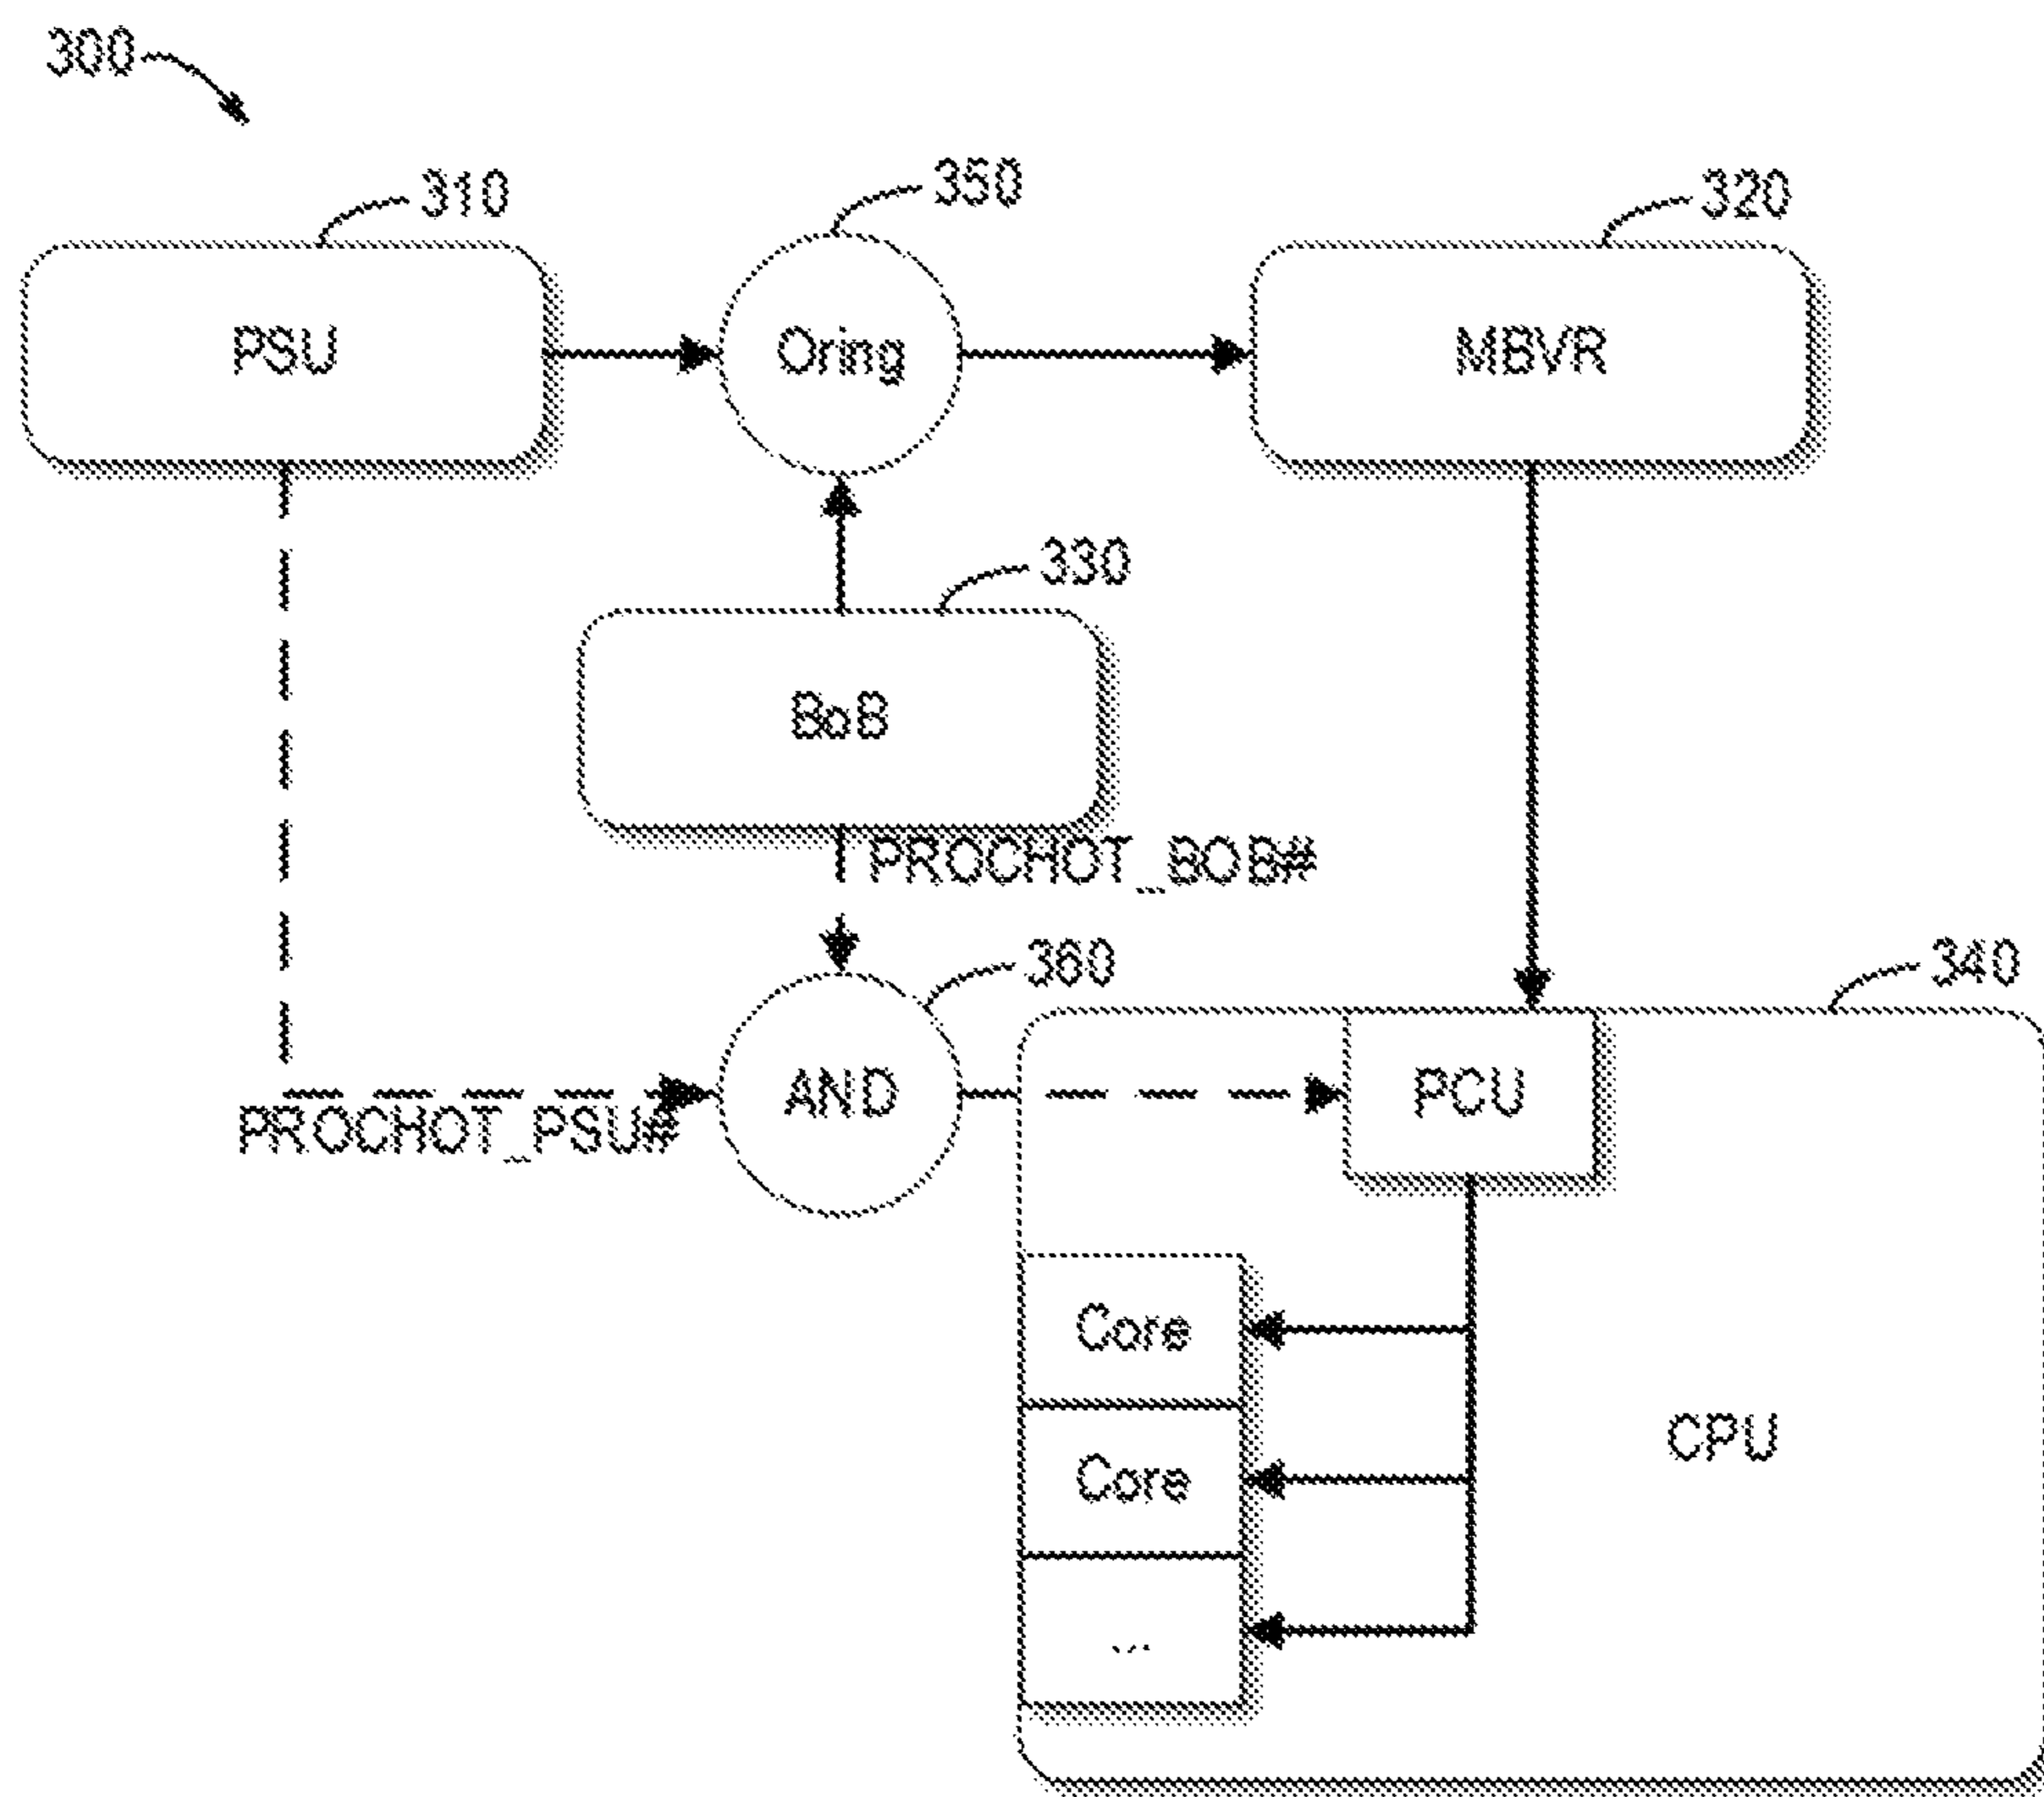 300
310
350
320
PSU
Oring
MBVR
330
BoB
PROCHOT_BOB#
360
340
AND
PCU
PROCHOT_PSU#
Core
Core
CPU
...